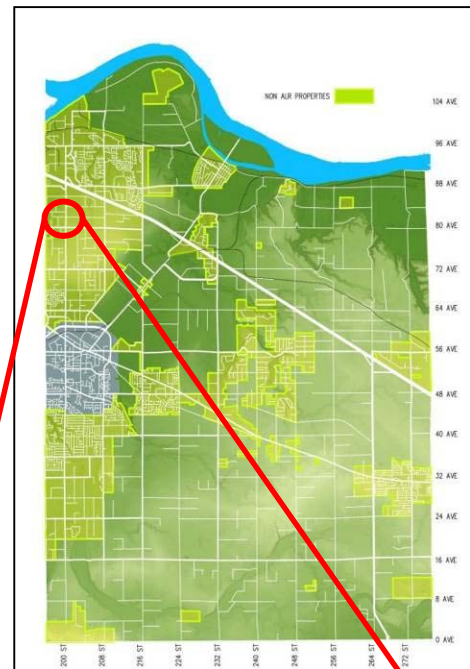 NON ALR PROPERTIES
104 AVE
96 AVE
88 AVE
80 AVE
72 AVE
64 AVE
56 AVE
48 AVE
40 AVE
32 AVE
24 AVE
16 AVE
8 AVE
0 AVE
200 ST
208 ST
216 ST
224 ST
232 ST
240 ST
248 ST
256 ST
264 ST
272 ST